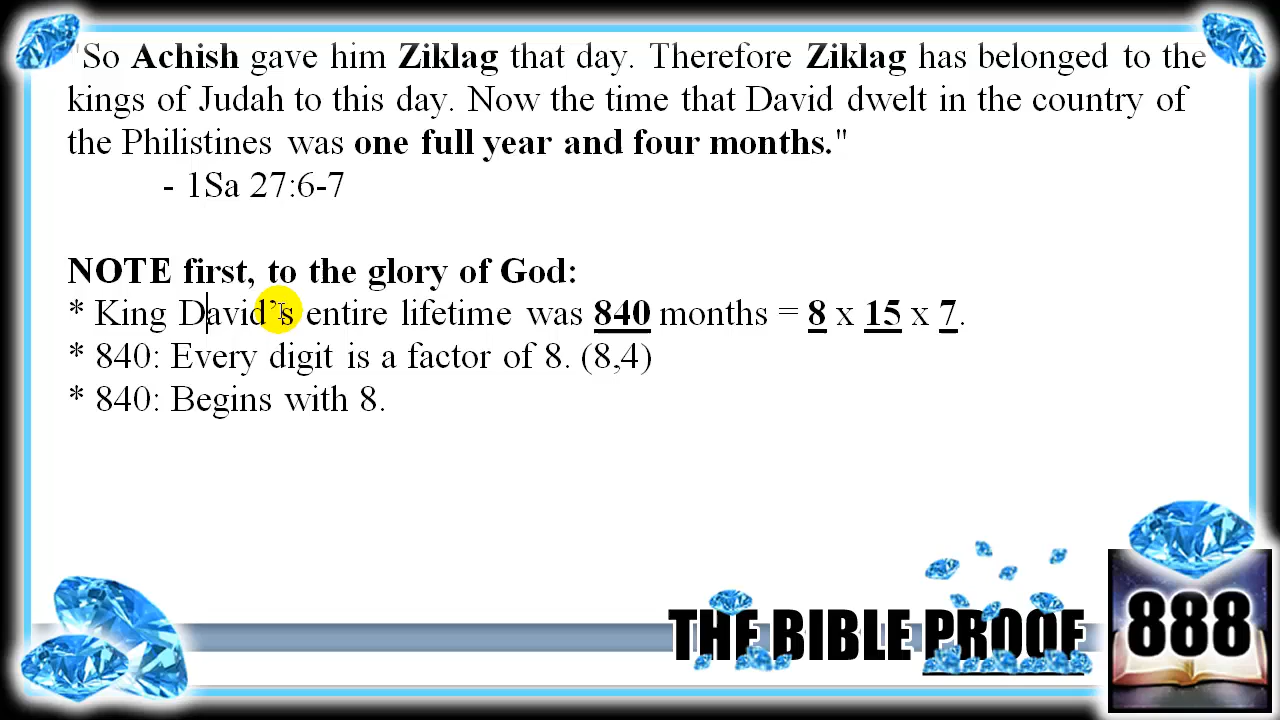 "So Achish gave him Ziklag that day. Therefore Ziklag has belonged to the
kings of Judah to this day. Now the time that David dwelt in the country of
the Philistines was one full year and four months."
- 1Sa 27:6-7
NOTE first, to the glory of God:
* King David’s entire lifetime was 840 months = 8 x 15 x 7.
* 840: Every digit is a factor of 8. (8,4)
* 840: Begins with 8.
THE BIBLE PROOF
888